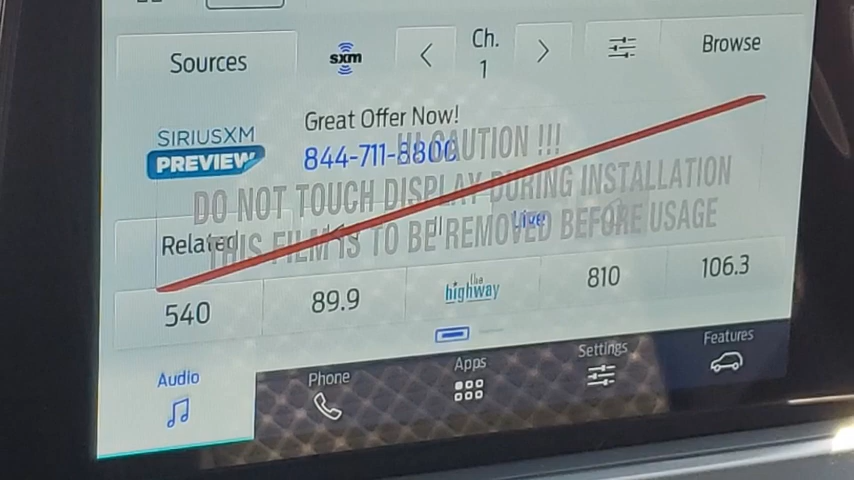 Sources
sxm
Ch.
1
Browse
SIRIUSXM
PREVIEW
Great Offer Now!
844-711-8800
!!! CAUTION !!!
DO NOT TOUCH DISPLAY DURING INSTALLATION
THIS FILM IS TO BE REMOVED BEFORE USAGE
Related
Live
540
89.9
the
highway
810
106.3
Audio
Phone
Apps
Settings
Features